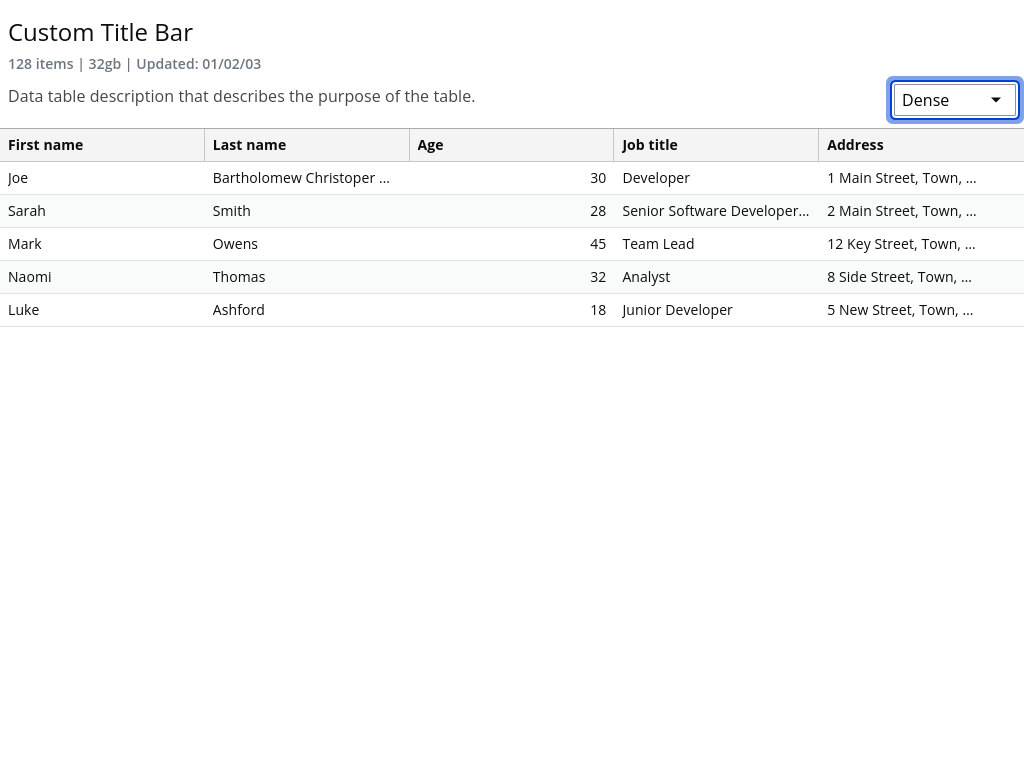 Custom Title Bar
128 items | 32gb | Updated: 01/02/03
Data table description that describes the purpose of the table.
Dense
First name Last name Age Job title Address
Joe Bartholomew Christoper ... 30 Developer 1 Main Street, Town, ...
Sarah Smith 28 Senior Software Developer... 2 Main Street, Town, ...
Mark Owens 45 Team Lead 12 Key Street, Town, ...
Naomi Thomas 32 Analyst 8 Side Street, Town, ...
Luke Ashford 18 Junior Developer 5 New Street, Town, ...